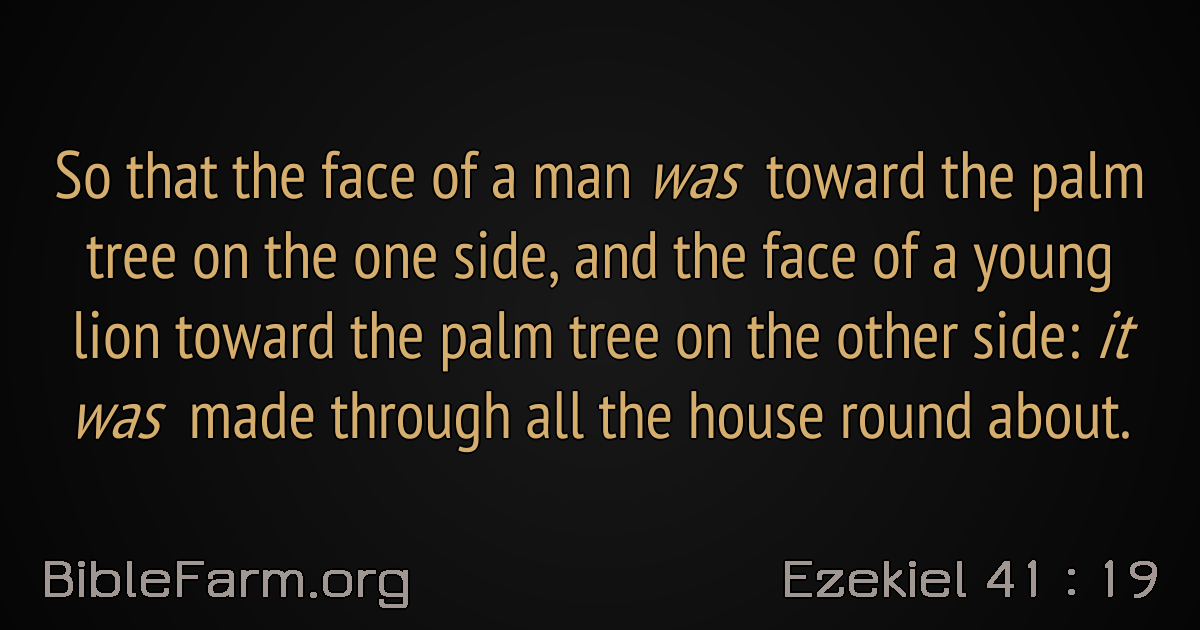 So that the face of a man was toward the palm
tree on the one side, and the face of a young
lion toward the palm tree on the other side: it
was made through all the house round about.
BibleFarm.org
Ezekiel 41 : 19